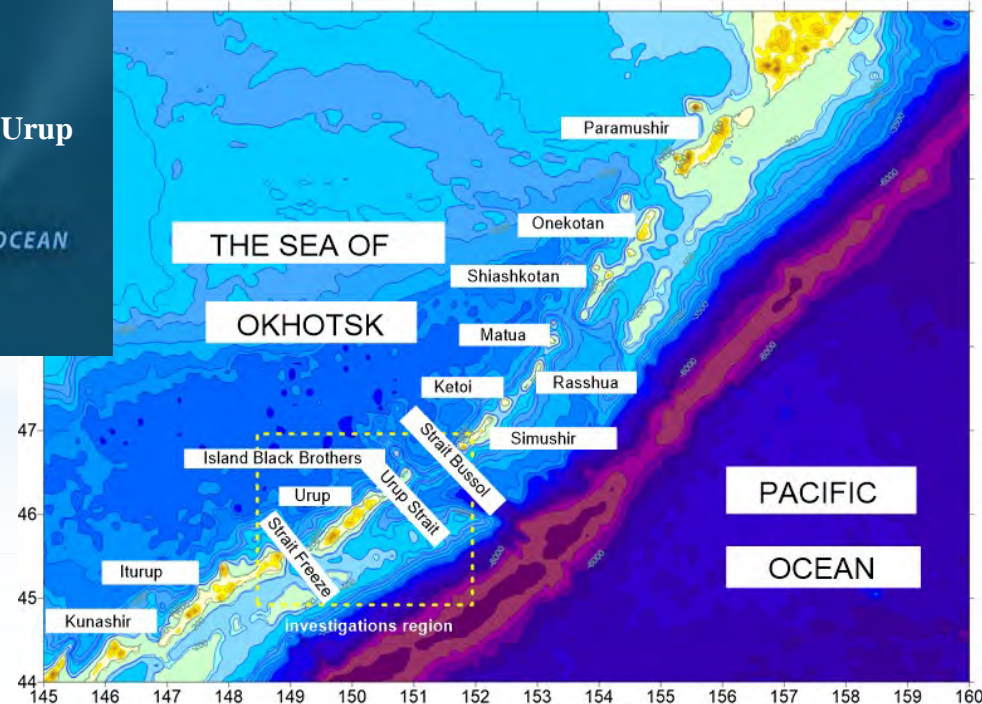 Urup
OCEAN
Paramushir
Onekotan
THE SEA OF
Shiashkotan
OKHOTSK
Matua
Ketoi
Rasshua
47
Simushir
Strait Bussol
Island Black Brothers
Urup
Urup Strait
PACIFIC
46
Strait Freeze
OCEAN
Iturup
45
Kunashir
investigations region
44
145 146 147 148 149 150 151 152 153 154 155 156 157 158 159 160